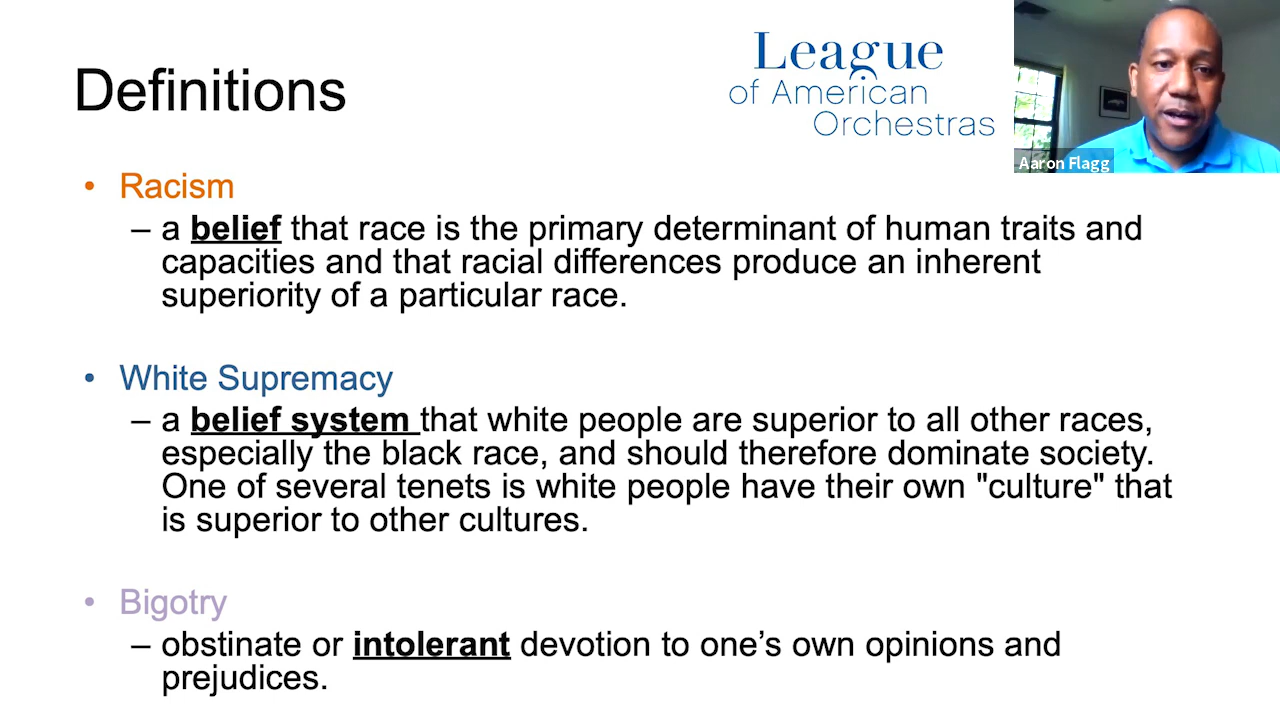 Definitions
League
of American
Orchestras
Aaron Flagg
• Racism
– a belief that race is the primary determinant of human traits and
capacities and that racial differences produce an inherent
superiority of a particular race.
• White Supremacy
– a belief system that white people are superior to all other races,
especially the black race, and should therefore dominate society.
One of several tenets is white people have their own "culture" that
is superior to other cultures.
• Bigotry
– obstinate or intolerant devotion to one’s own opinions and
prejudices.